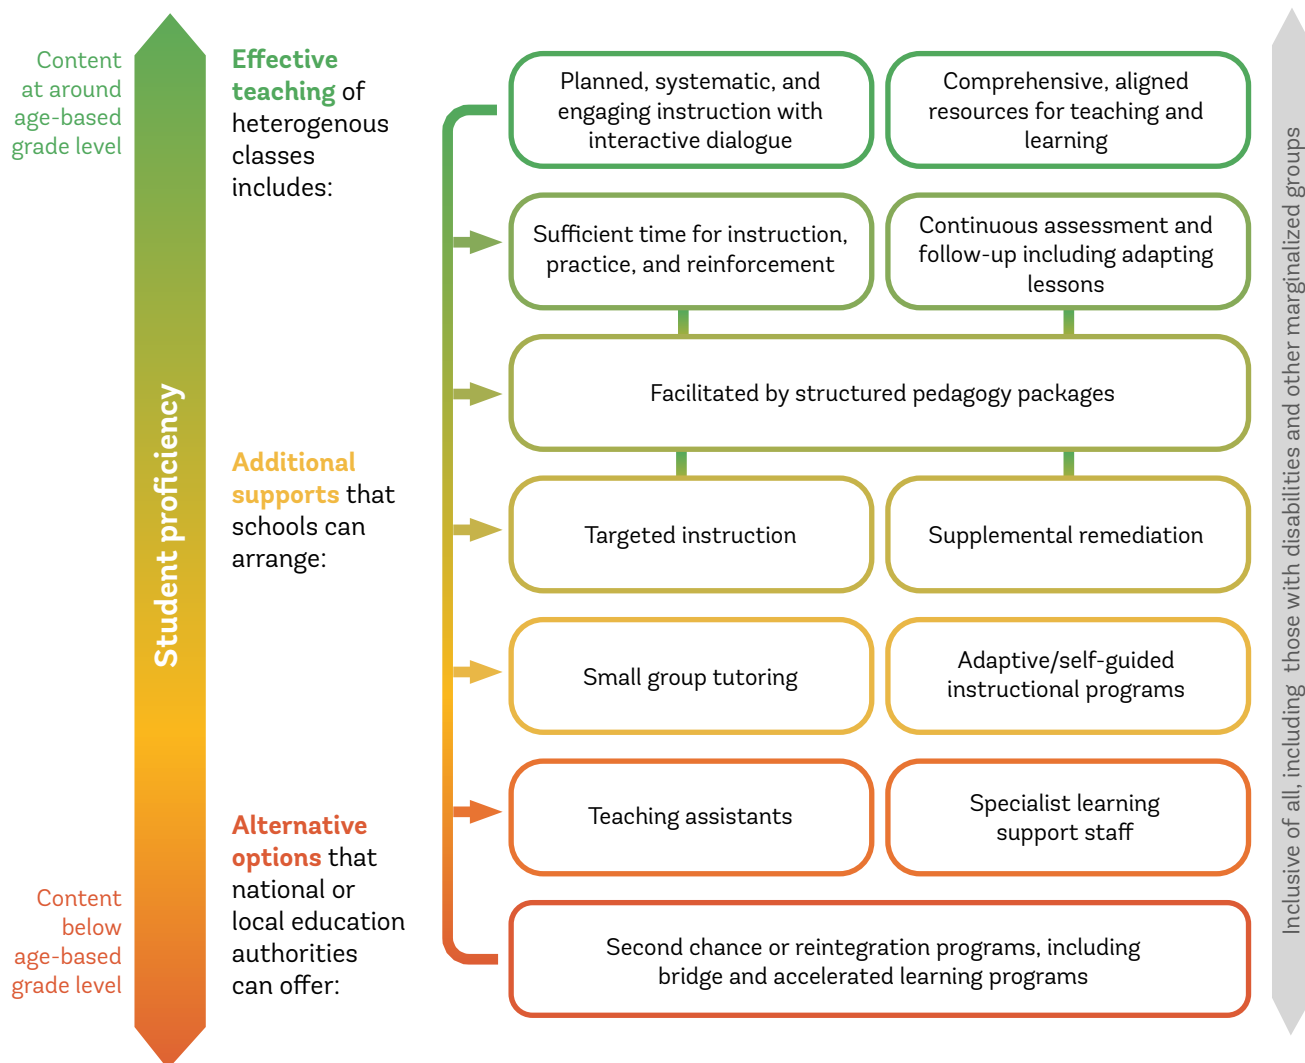 Content
at around
age-based
grade level
Effective
teaching of
heterogenous
classes
includes:
Planned, systematic, and
engaging instruction with
interactive dialogue
Comprehensive, aligned
resources for teaching and
learning
Sufficient time for instruction,
practice, and reinforcement
Continuous assessment and
follow-up including adapting
lessons
Facilitated by structured pedagogy packages
Student proficiency
Additional
supports that
schools can
arrange:
Targeted instruction
Supplemental remediation
Small group tutoring
Adaptive/self-guided
instructional programs
Alternative
options that
national or
local education
authorities
can offer:
Teaching assistants
Specialist learning
support staff
Content
below
age-based
grade level
Second chance or reintegration programs, including
bridge and accelerated learning programs
Inclusive of all, including those with disabilities and other marginalized groups